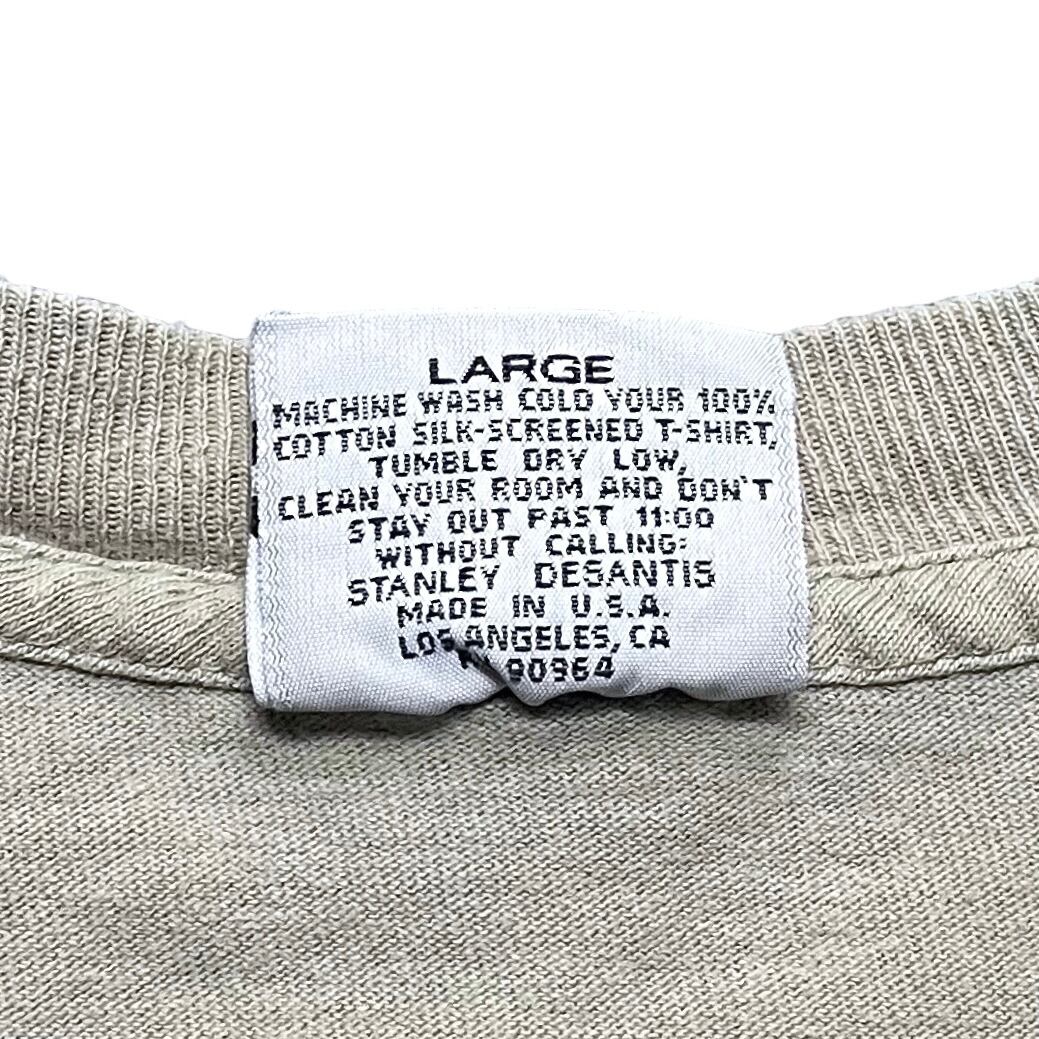 LARGE
MACHINE WASH COLD YOUR 100%
COTTON SILK-SCREENED T-SHIRT,
TUMBLE DRY LOW,
CLEAN YOUR ROOM AND DON'T
STAY OUT PAST 11:00
WITHOUT CALLING:
STANLEY DESANTIS
MADE IN U.S.A.
LOS ANGELES, CA
90964